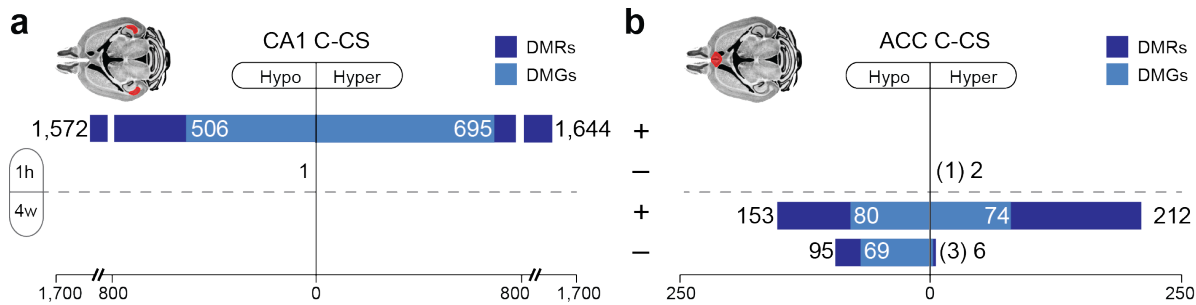 a
CA1 C-CS
DMRs
DMGs
Hypo Hyper
1,572 506 695 1,644
1h
1
4w
1,700 800 0 800 1,700
+
–
+
–
b
ACC C-CS
DMRs
DMGs
Hypo Hyper
(1) 2
153 80 74 212
95 69 (3) 6
250 0 250